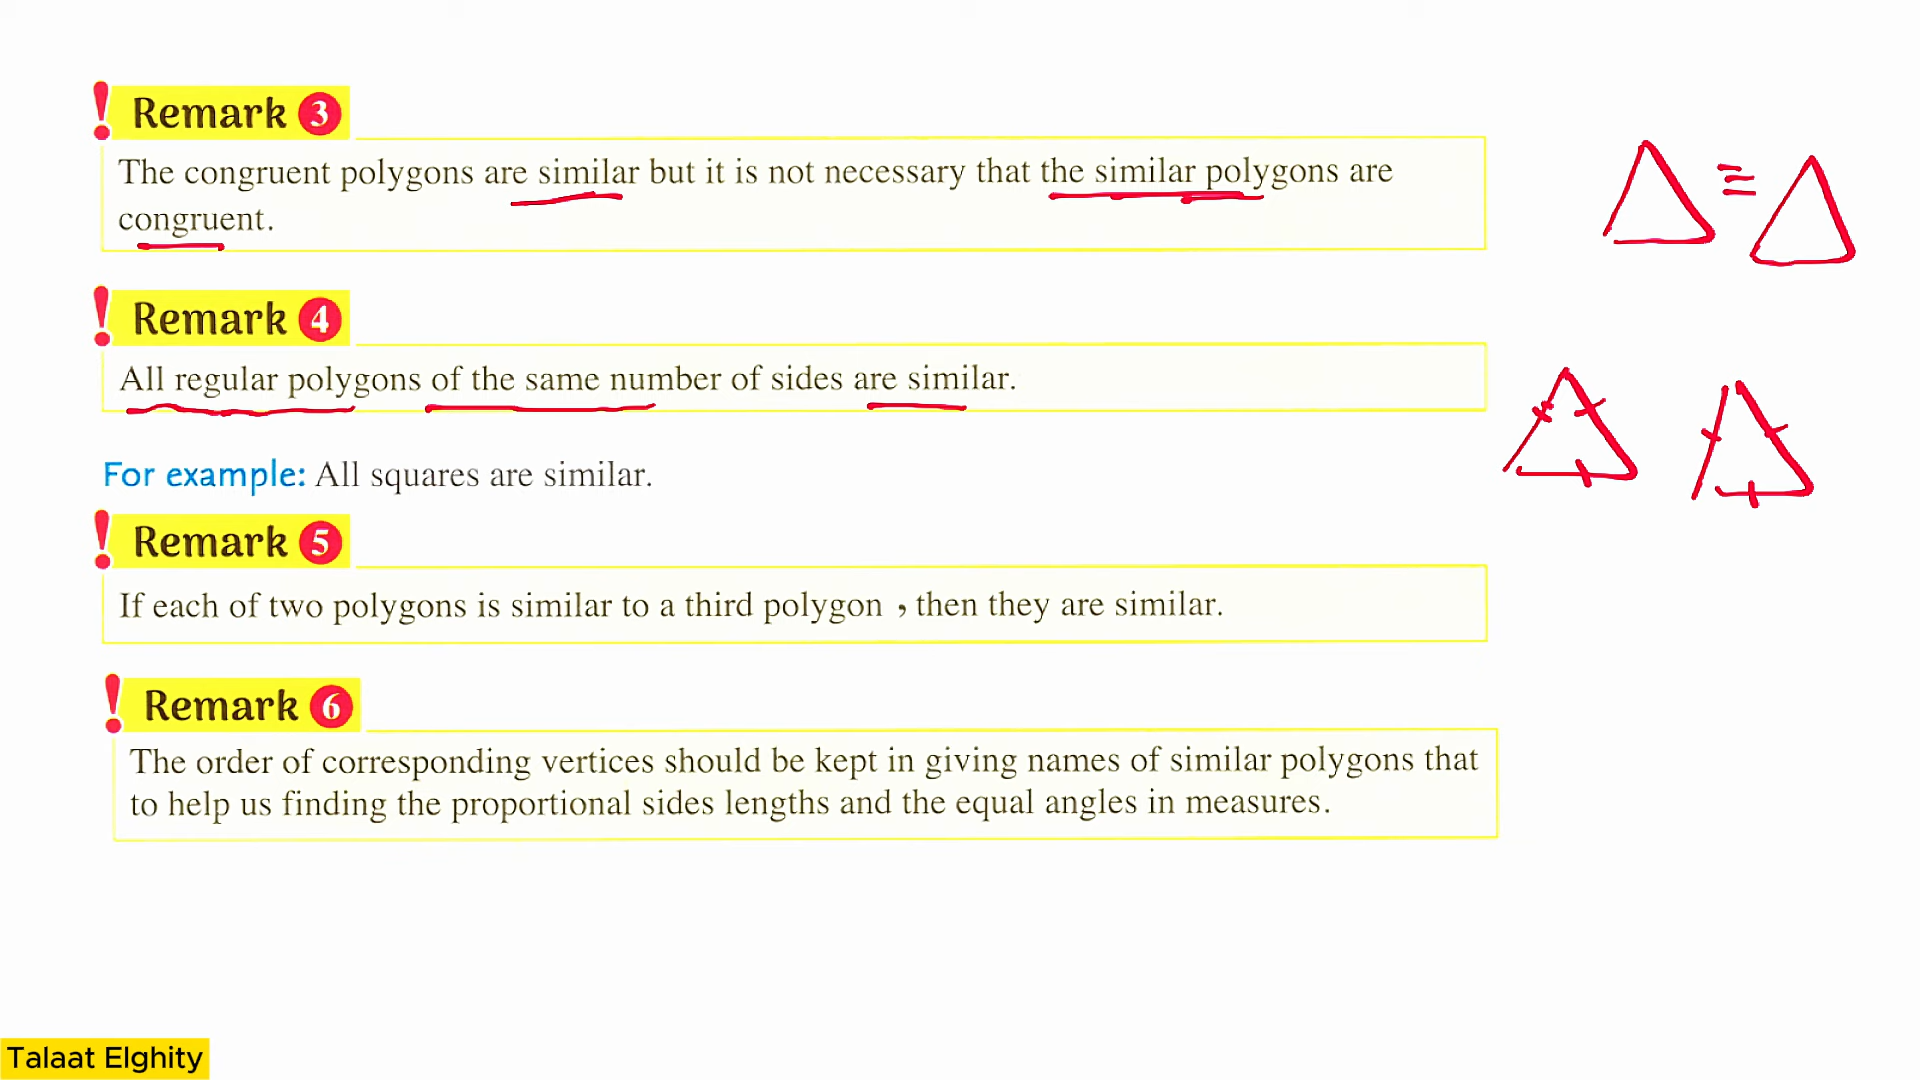 ! Remark 3
The congruent polygons are similar but it is not necessary that the similar polygons are
congruent.
≡
! Remark 4
All regular polygons of the same number of sides are similar.
For example: All squares are similar.
! Remark 5
If each of two polygons is similar to a third polygon , then they are similar.
! Remark 6
The order of corresponding vertices should be kept in giving names of similar polygons that
to help us finding the proportional sides lengths and the equal angles in measures.
Talaat Elghity